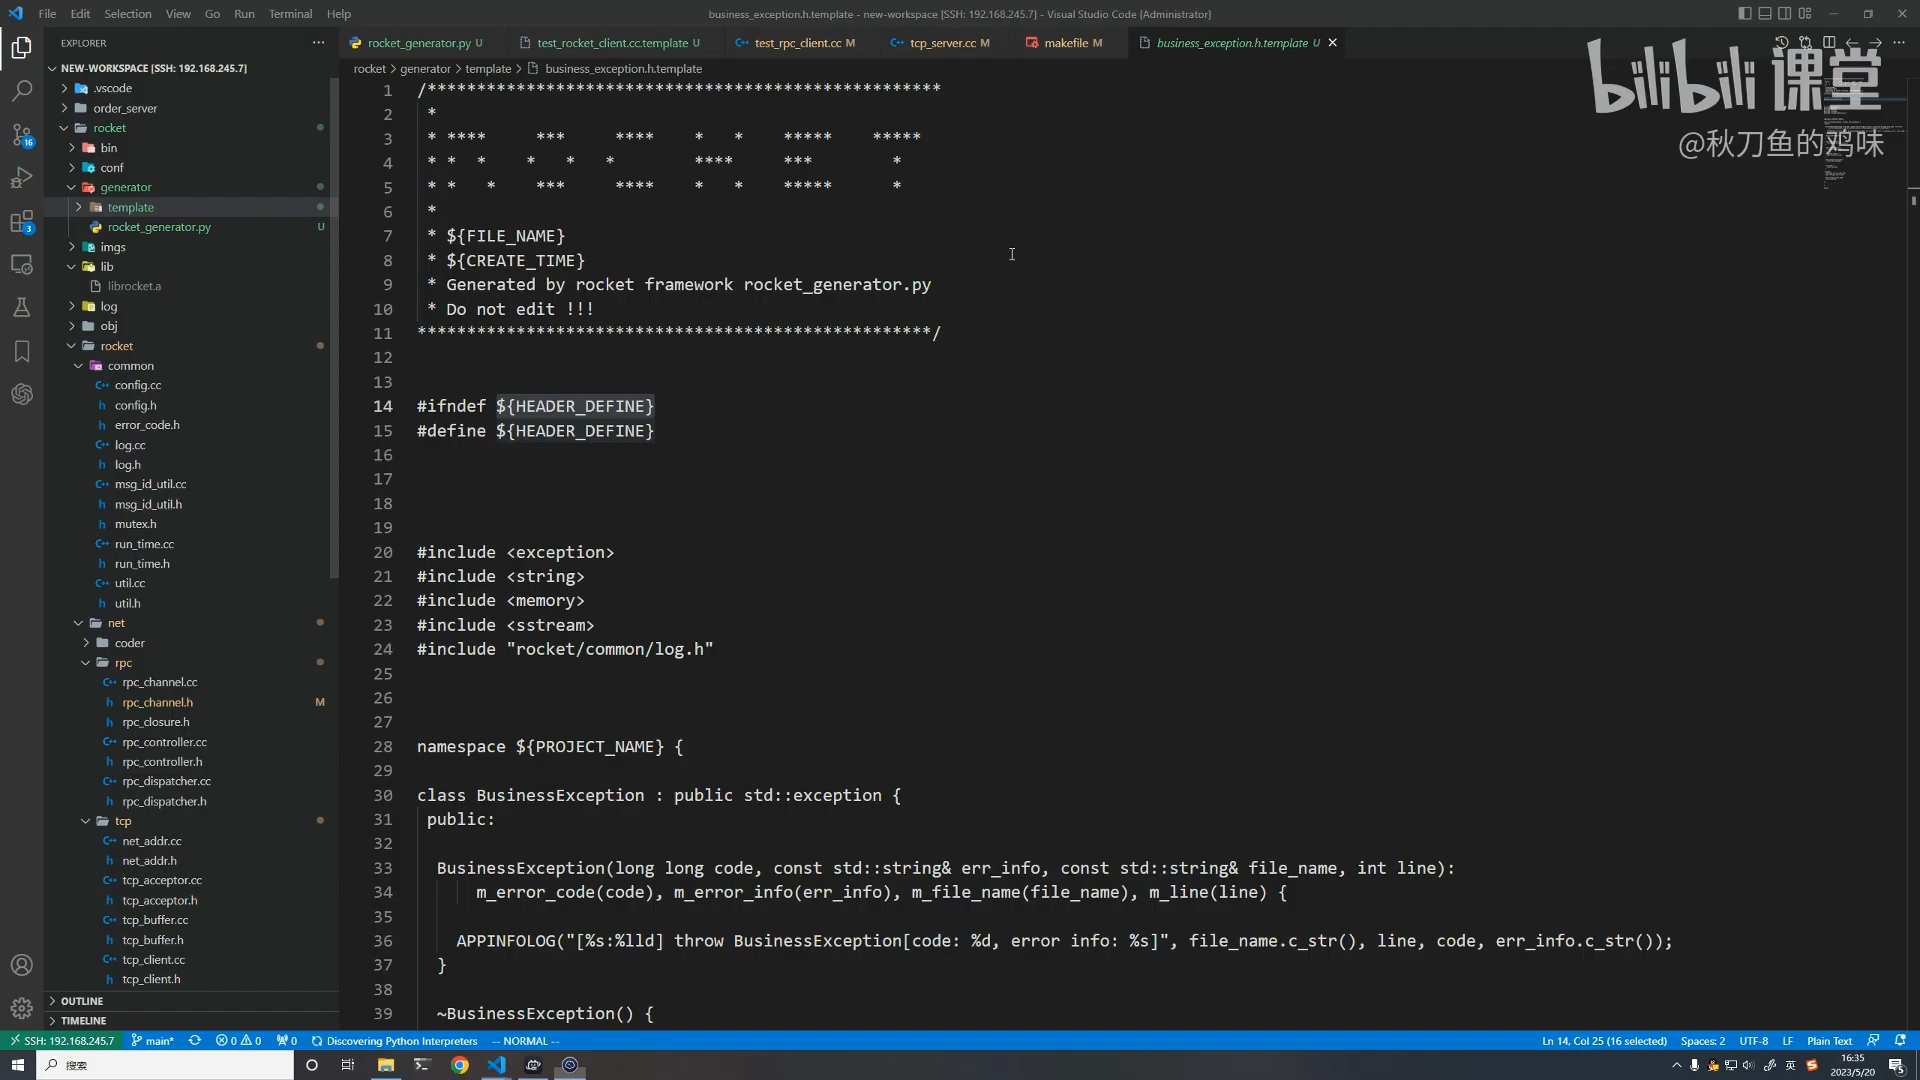 File Edit Selection View Go Run Terminal Help
business_exception.h.template - new-workspace [SSH: 192.168.245.7] - Visual Studio Code [Administrator]
EXPLORER
rocket_generator.py U
test_rocket_client.cc.template U
test_rpc_client.cc M
tcp_server.cc M
makefile M
business_exception.h.template U
rocket > generator > template > business_exception.h.template
bilibili 课堂
@秋刀鱼的鸡味
NEW-WORKSPACE [SSH: 192.168.245.7]
.vscode
order_server
rocket
bin
conf
generator
template
rocket_generator.py U
imgs
lib
librocket.a
log
obj
rocket
common
config.cc
config.h
error_code.h
log.cc
log.h
msg_id_util.cc
msg_id_util.h
mutex.h
run_time.cc
run_time.h
util.cc
util.h
net
coder
rpc
rpc_channel.cc
rpc_channel.h M
rpc_closure.h
rpc_controller.cc
rpc_controller.h
rpc_dispatcher.cc
rpc_dispatcher.h
tcp
net_addr.cc
net_addr.h
tcp_acceptor.cc
tcp_acceptor.h
tcp_buffer.cc
tcp_buffer.h
tcp_client.cc
tcp_client.h
OUTLINE
TIMELINE
16
3
1 /****************************************************
2 *
3 * **** *** **** * * ***** *****
4 * * * * * * **** *** *
5 * * * *** **** * * ***** *
6 *
7 * ${FILE_NAME}
8 * ${CREATE_TIME}
9 * Generated by rocket framework rocket_generator.py
10 * Do not edit !!!
11 ****************************************************/
12
13
14 #ifndef ${HEADER_DEFINE}
15 #define ${HEADER_DEFINE}
16
17
18
19
20 #include <exception>
21 #include <string>
22 #include <memory>
23 #include <sstream>
24 #include "rocket/common/log.h"
25
26
27
28 namespace ${PROJECT_NAME} {
29
30 class BusinessException : public std::exception {
31 public:
32
33 BusinessException(long long code, const std::string& err_info, const std::string& file_name, int line):
34 m_error_code(code), m_error_info(err_info), m_file_name(file_name), m_line(line) {
35
36 APPINFOLOG("[%s:%lld] throw BusinessException[code: %d, error info: %s]", file_name.c_str(), line, code, err_info.c_str());
37 }
38
39 ~BusinessException() {
SSH: 192.168.245.7 main* 0 0 0 Discovering Python Interpreters -- NORMAL --
Ln 14, Col 25 (16 selected) Spaces: 2 UTF-8 LF Plain Text
搜索
英
16:35
2023/5/20
5